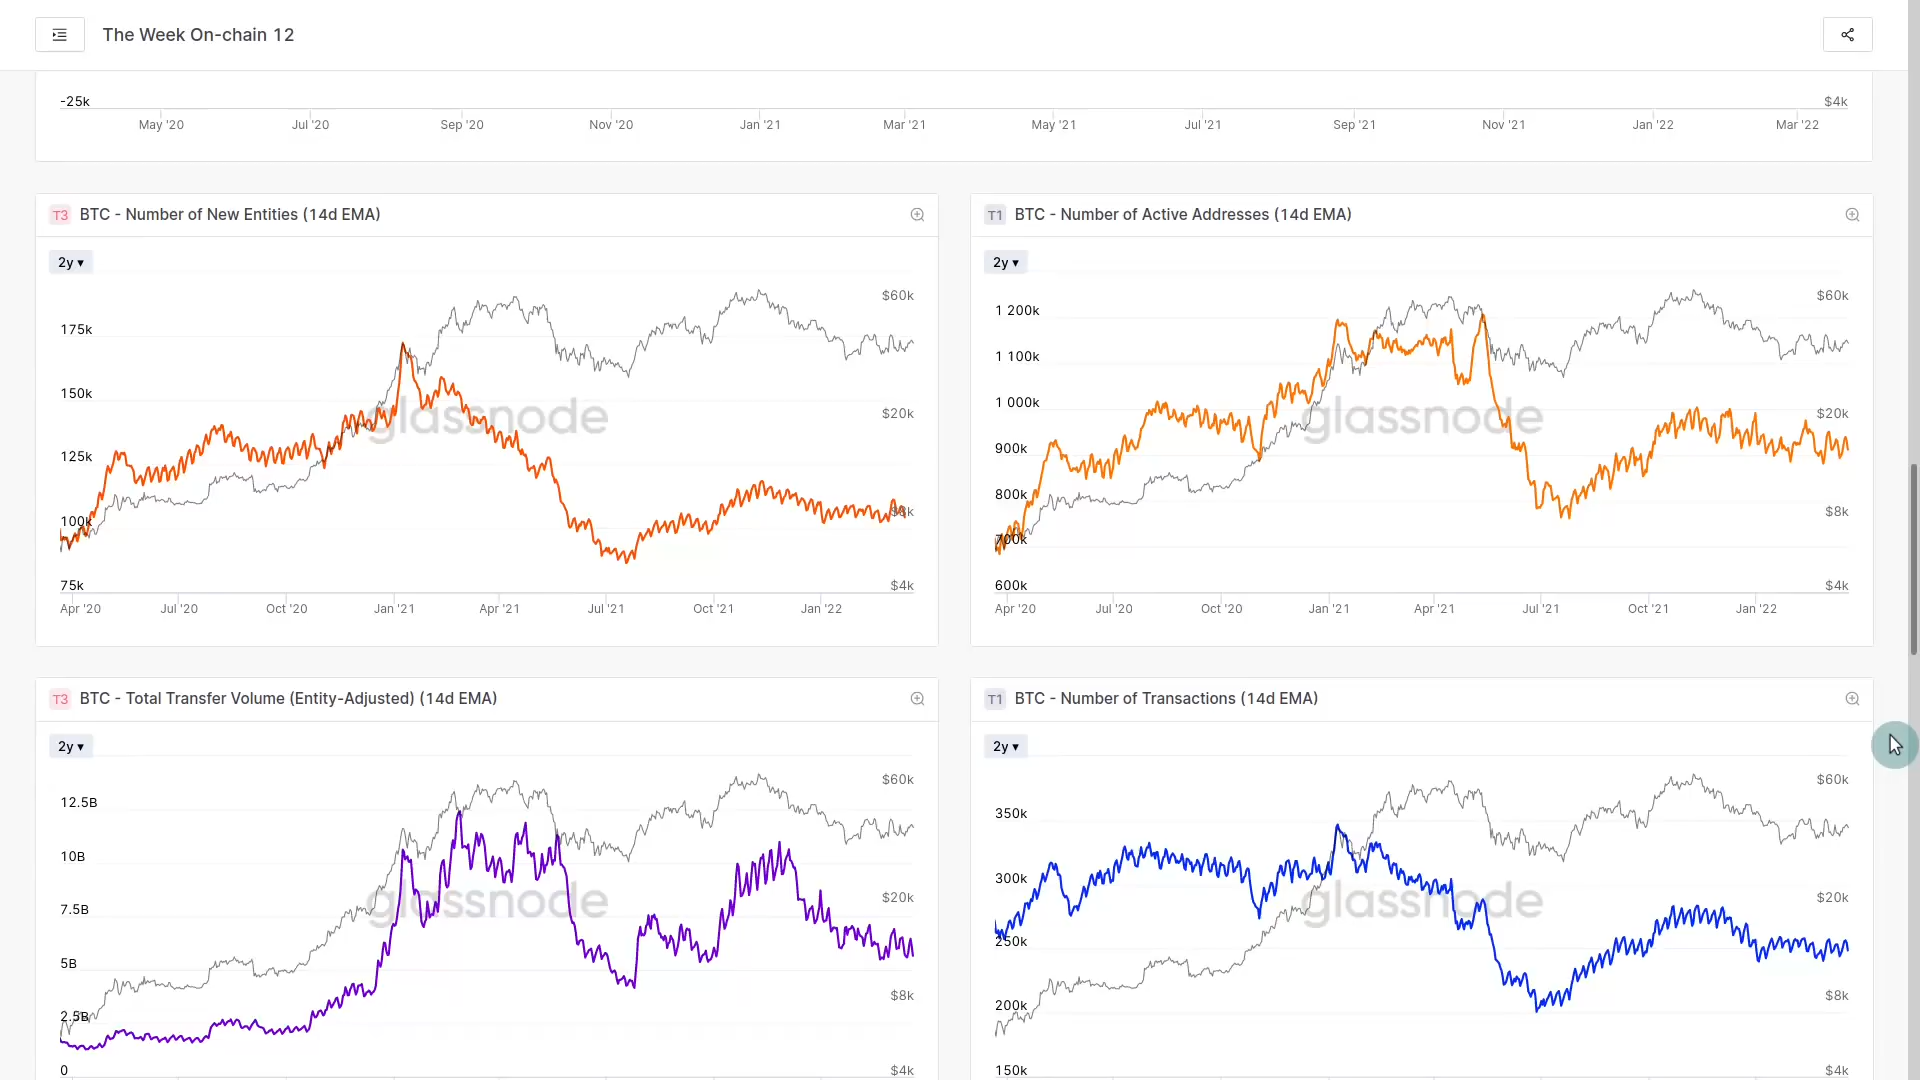 The Week On-chain 12
-25k
$4k
May '20 Jul '20 Sep '20 Nov '20 Jan '21 Mar '21 May '21 Jul '21 Sep '21 Nov '21 Jan '22 Mar '22
T3 BTC - Number of New Entities (14d EMA)
2y ▾
175k
150k
125k
100k
75k
$60k
$20k
$8k
$4k
glassnode
Apr '20 Jul '20 Oct '20 Jan '21 Apr '21 Jul '21 Oct '21 Jan '22
T1 BTC - Number of Active Addresses (14d EMA)
2y ▾
1 200k
1 100k
1 000k
900k
800k
700k
600k
$60k
$20k
$8k
$4k
glassnode
Apr '20 Jul '20 Oct '20 Jan '21 Apr '21 Jul '21 Oct '21 Jan '22
T3 BTC - Total Transfer Volume (Entity-Adjusted) (14d EMA)
2y ▾
12.5B
10B
7.5B
5B
2.5B
0
$60k
$20k
$8k
$4k
glassnode
T1 BTC - Number of Transactions (14d EMA)
2y ▾
350k
300k
250k
200k
150k
$60k
$20k
$8k
$4k
glassnode